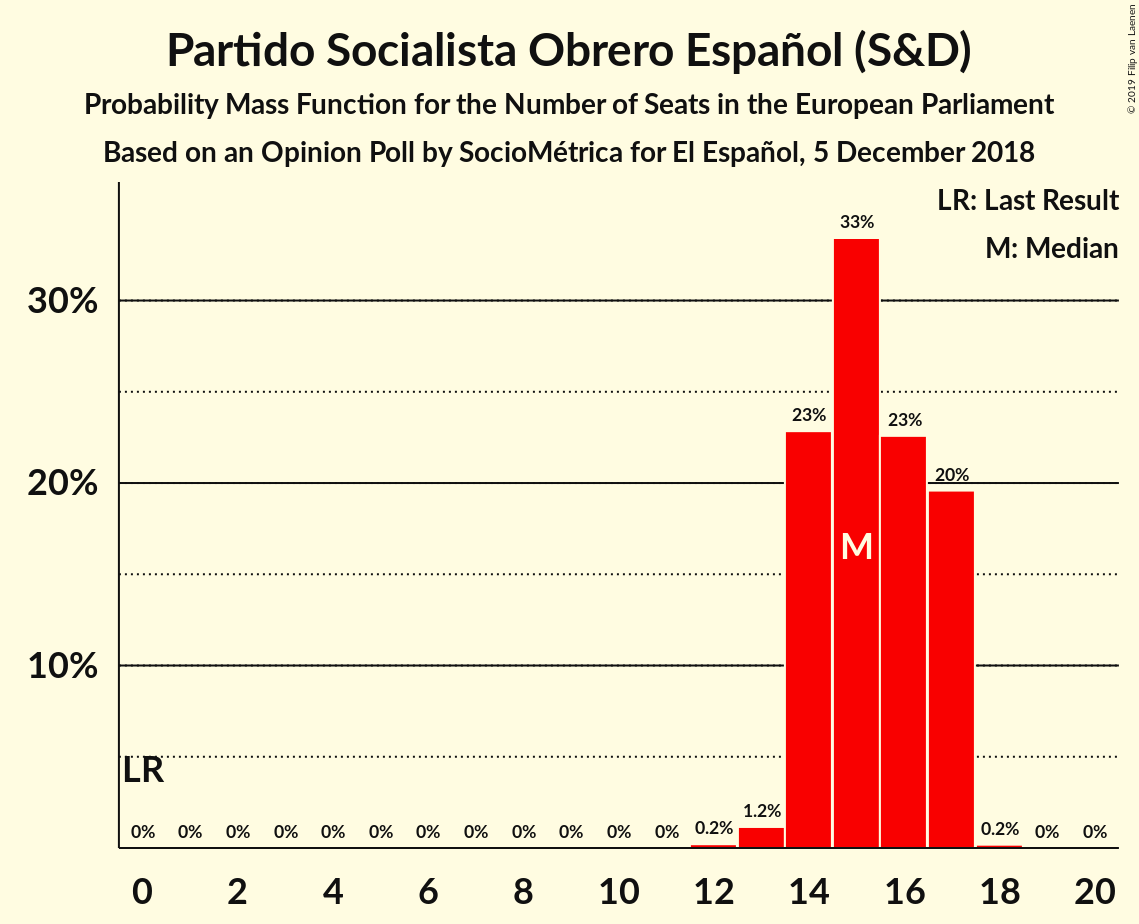 Partido Socialista Obrero Español (S&D)
Probability Mass Function for the Number of Seats in the European Parliament
Based on an Opinion Poll by SocioMétrica for El Español, 5 December 2018
© 2019 Filip van Laenen
LR: Last Result
M: Median
33%
30%
23%
23%
20%
20%
M
10%
LR
0% 0% 0% 0% 0% 0% 0% 0% 0% 0% 0% 0% 0.2% 1.2% 0.2% 0% 0%
0 2 4 6 8 10 12 14 16 18 20